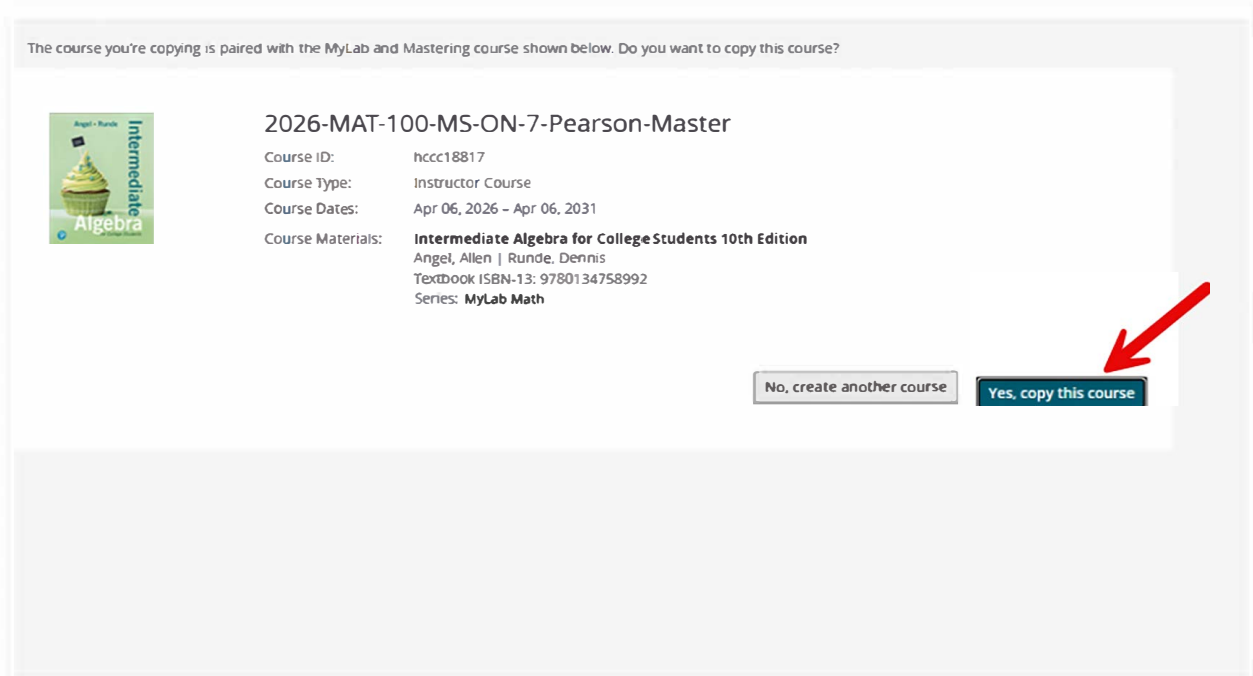 The course you're copying is paired with the MyLab and Mastering course shown below. Do you want to copy this course?
Angel • Runde
Intermediate
Algebra
2026-MAT-100-MS-ON-7-Pearson-Master
Course ID: hccc18817
Course Type: Instructor Course
Course Dates: Apr 06, 2026 – Apr 06, 2031
Course Materials: Intermediate Algebra for College Students 10th Edition
Angel, Allen | Runde, Dennis
Textbook ISBN-13: 9780134758992
Series: MyLab Math
No, create another course
Yes, copy this course